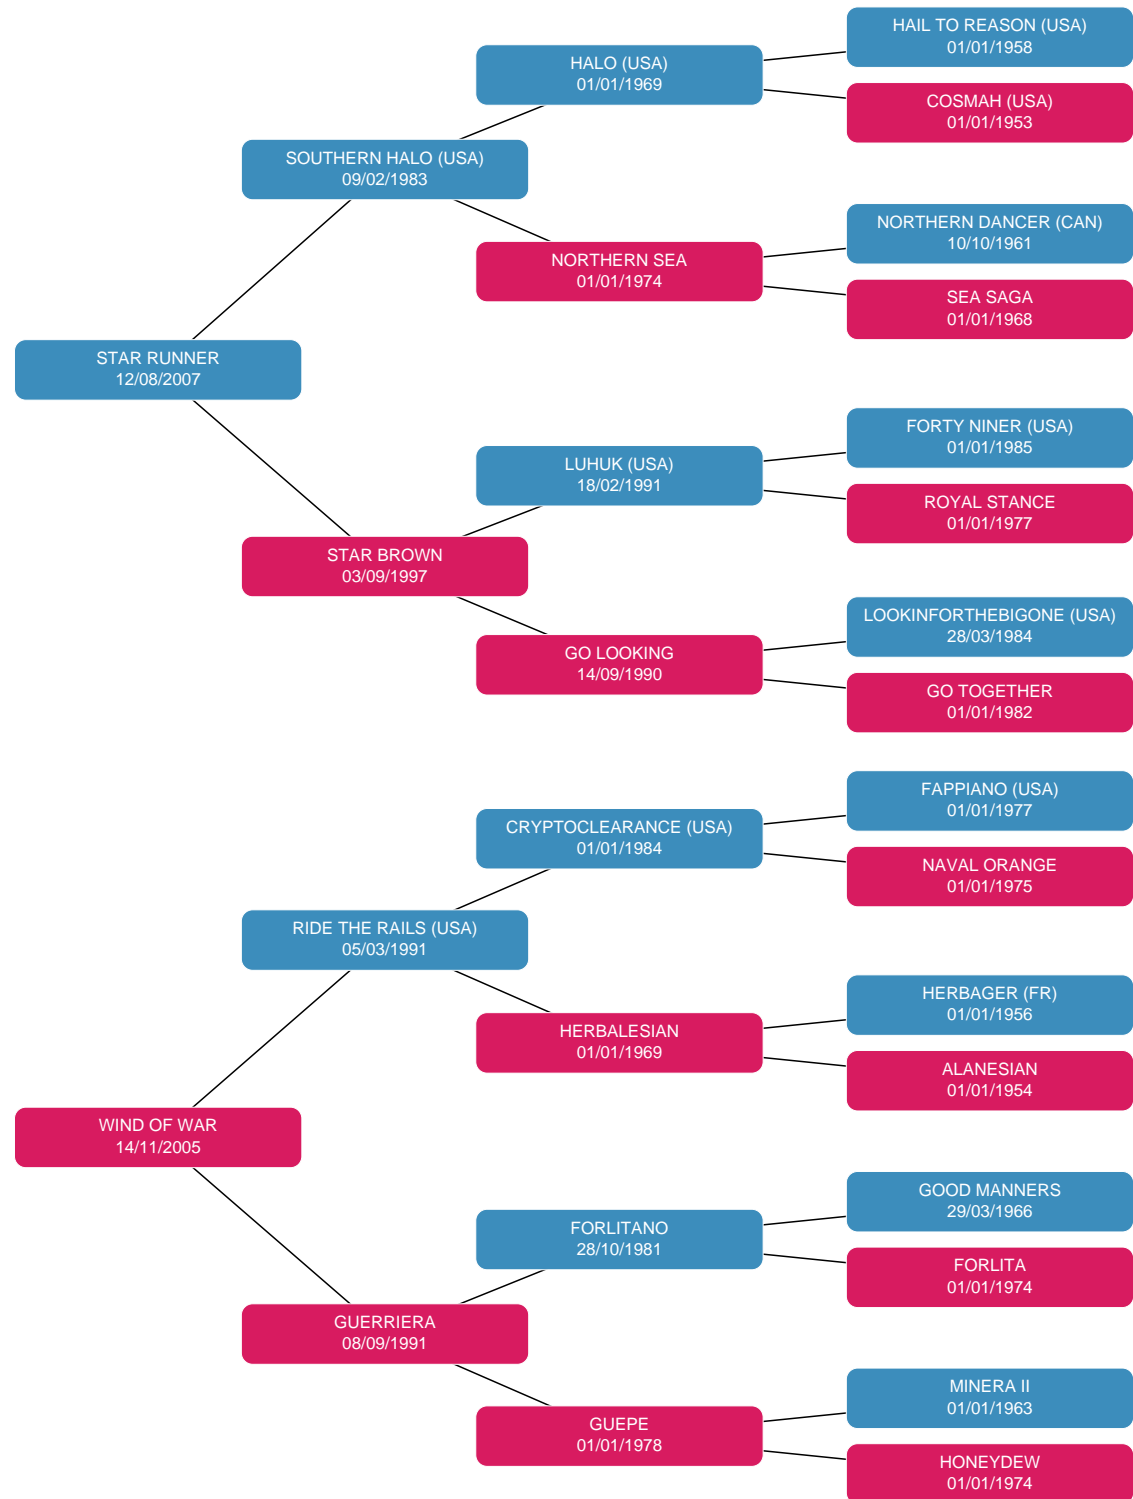 HAIL TO REASON (USA)
01/01/1958
HALO (USA)
01/01/1969
COSMAH (USA)
01/01/1953
SOUTHERN HALO (USA)
09/02/1983
NORTHERN DANCER (CAN)
10/10/1961
NORTHERN SEA
01/01/1974
SEA SAGA
01/01/1968
STAR RUNNER
12/08/2007
FORTY NINER (USA)
01/01/1985
LUHUK (USA)
18/02/1991
ROYAL STANCE
01/01/1977
STAR BROWN
03/09/1997
LOOKINFORTHEBIGONE (USA)
28/03/1984
GO LOOKING
14/09/1990
GO TOGETHER
01/01/1982
FAPPIANO (USA)
01/01/1977
CRYPTOCLEARANCE (USA)
01/01/1984
NAVAL ORANGE
01/01/1975
RIDE THE RAILS (USA)
05/03/1991
HERBAGER (FR)
01/01/1956
HERBALESIAN
01/01/1969
ALANESIAN
01/01/1954
WIND OF WAR
14/11/2005
GOOD MANNERS
29/03/1966
FORLITANO
28/10/1981
FORLITA
01/01/1974
GUERRIERA
08/09/1991
MINERA II
01/01/1963
GUEPE
01/01/1978
HONEYDEW
01/01/1974